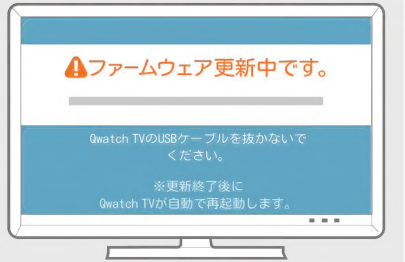 ファームウェア更新中です。
Qwatch TVのUSBケーブルを抜かないで
ください。
※更新終了後に
Qwatch TVが自動で再起動します。